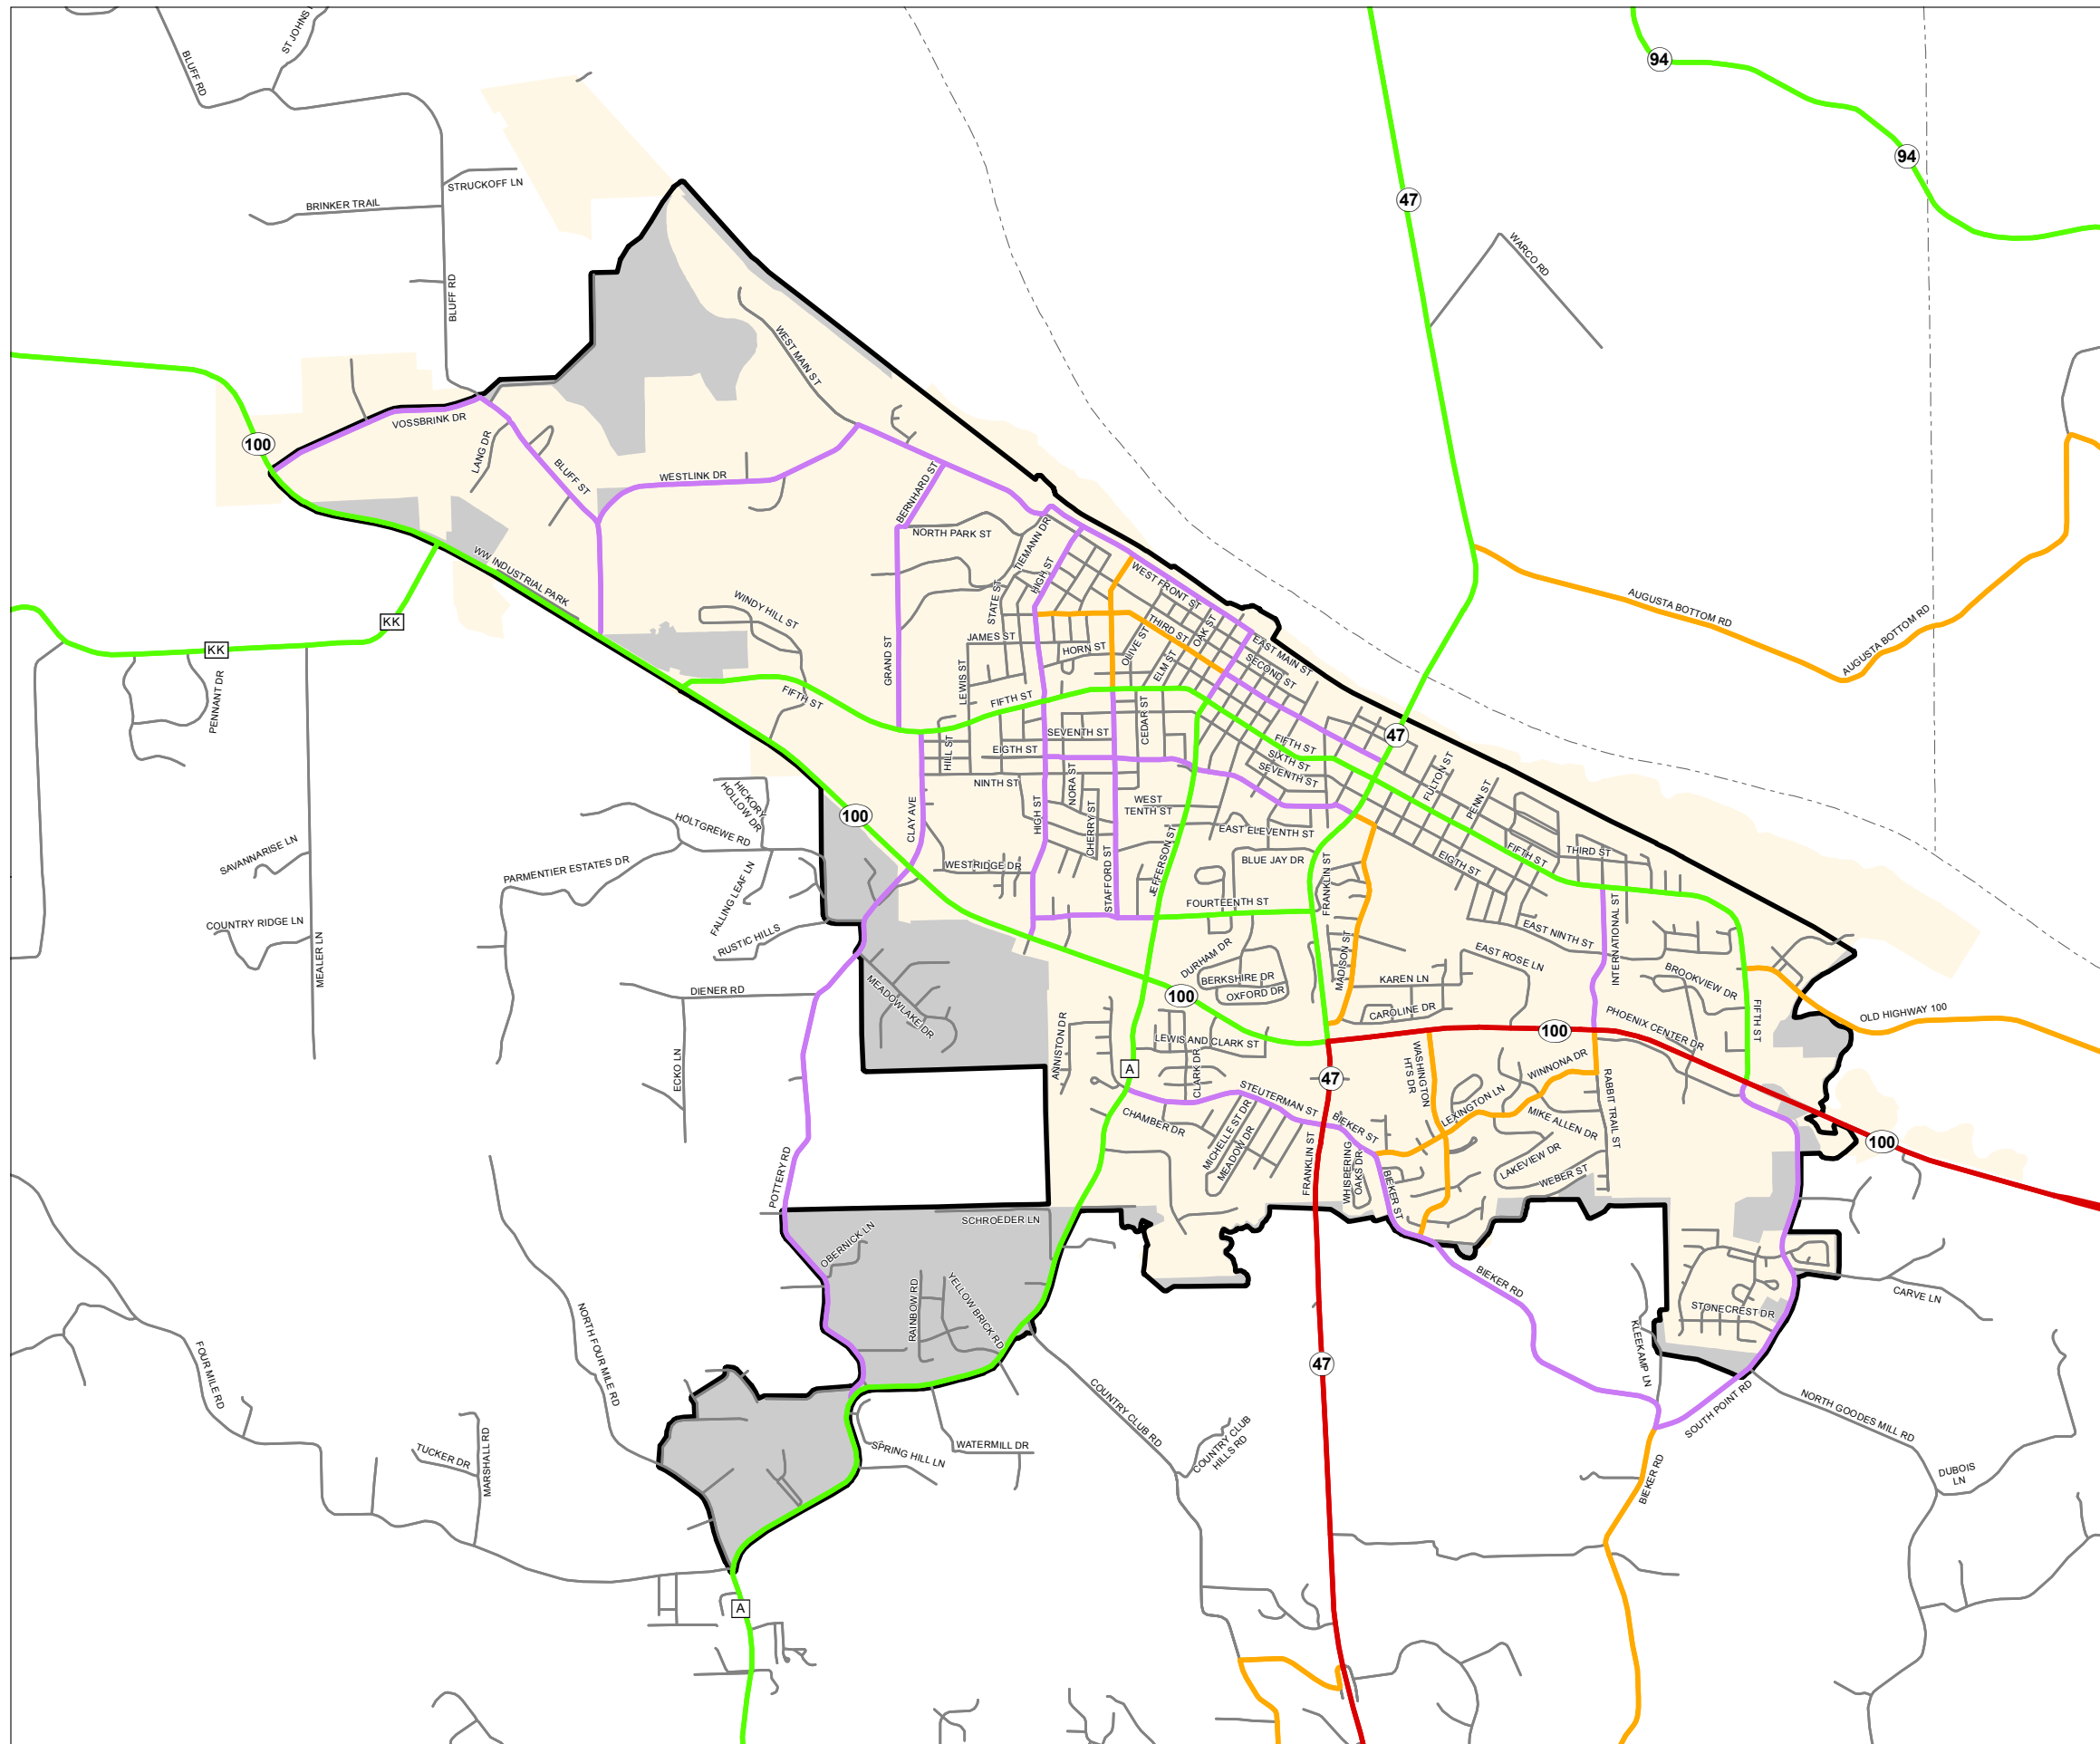 BLUFF RD
ST JOHNS
94
94
47
STRUCKOFF LN
BRINKER TRAIL
WARCO RD
BLUFF RD
WEST MAIN ST
VOSSBRINK DR
100
LANG DR
BLUFF ST
WESTLINK DR
BERNHARD ST
NORTH PARK ST
TIEMANN DR
HIGH ST
STATE ST
WW INDUSTRIAL PARK
WINDY HILL ST
WEST FRONT ST
THIRD ST
OAK ST
AUGUSTA BOTTOM RD
AUGUSTA BOTTOM RD
KK
KK
JAMES ST
HORN ST
OLIVE ST
ELM ST
EAST MAIN ST
SECOND ST
GRAND ST
LEWIS ST
PENNANT DR
FIFTH ST
FIFTH ST
CEDAR ST
SEVENTH ST
HILL ST
EIGTH ST
47
FIFTH ST
SIXTH ST
SEVENTH ST
FULTON ST
PENN ST
NINTH ST
NORA ST
HICKORY
HOLLOW DR
WEST
TENTH ST
100
CLAY AVE
HIGH ST
CHERRY ST
EAST ELEVENTH ST
HOLTGREWE RD
SAVANNARISE LN
PARMENTIER ESTATES DR
FALLING LEAF LN
WESTRIDGE DR
JEFFERSON ST
STAFFORD ST
BLUE JAY DR
FRANKLIN ST
EIGTH ST
FIFTH ST
THIRD ST
FOURTEENTH ST
COUNTRY RIDGE LN
MEALER LN
RUSTIC HILLS
DIENER RD
MEADOWLAKE DR
DURHAM DR
BERKSHIRE DR
OXFORD DR
MADISON ST
EAST NINTH ST
EAST ROSE LN
INTERNATIONAL ST
BROOKVIEW DR
KAREN LN
CAROLINE DR
100
100
PHOENIX CENTER DR
FIFTH ST
OLD HIGHWAY 100
ECKO LN
ANNISTON DR
LEWIS AND CLARK ST
A
CLARK DR
47
WASHINGTON
HTS DR
WINNONA DR
RABBIT TRAIL ST
CHAMBER DR
STEUTERMAN ST
MICHELLE ST DR
MEADOW DR
BIEKER ST
LEXINGTON LN
MIKE ALLEN DR
100
FRANKLIN ST
WHISPERING
OAKS DR
BIEKER ST
LAKEVIEW DR
WEBER ST
POTTERY RD
SCHROEDER LN
OBERNICK LN
RAINBOW RD
YELLOW BRICK RD
BIEKER RD
STONECREST DR
CARVE LN
KLEEKAMP LN
47
FOUR MILE RD
NORTH FOUR MILE RD
COUNTRY CLUB RD
COUNTRY CLUB
HILLS RD
SOUTH POINT RD
NORTH GOODES MILL RD
TUCKER DR
MARSHALL RD
SPRING HILL LN
WATERMILL DR
BIEKER RD
DUBOIS
LN
A